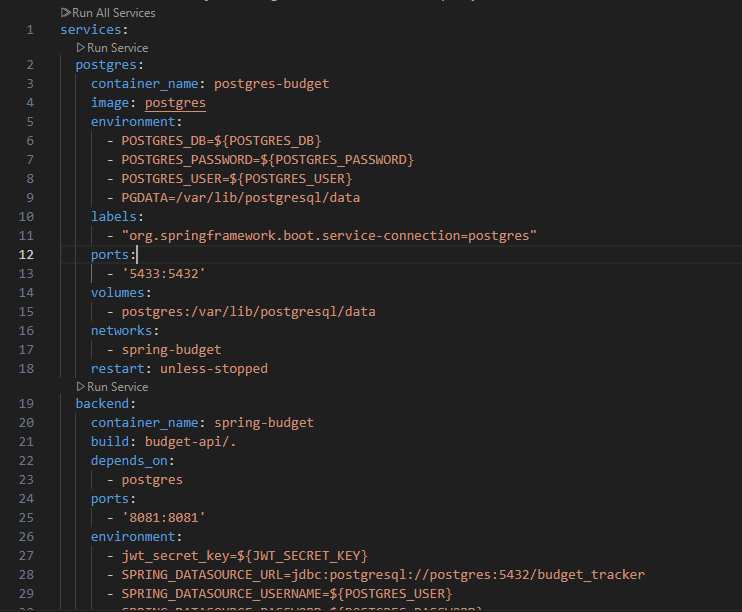 Run All Services
1 services:
Run Service
2 postgres:
3 container_name: postgres-budget
4 image: postgres
5 environment:
6 - POSTGRES_DB=${POSTGRES_DB}
7 - POSTGRES_PASSWORD=${POSTGRES_PASSWORD}
8 - POSTGRES_USER=${POSTGRES_USER}
9 - PGDATA=/var/lib/postgresql/data
10 labels:
11 - "org.springframework.boot.service-connection=postgres"
12 ports:
13 - '5433:5432'
14 volumes:
15 - postgres:/var/lib/postgresql/data
16 networks:
17 - spring-budget
18 restart: unless-stopped
Run Service
19 backend:
20 container_name: spring-budget
21 build: budget-api/.
22 depends_on:
23 - postgres
24 ports:
25 - '8081:8081'
26 environment:
27 - jwt_secret_key=${JWT_SECRET_KEY}
28 - SPRING_DATASOURCE_URL=jdbc:postgresql://postgres:5432/budget_tracker
29 - SPRING_DATASOURCE_USERNAME=${POSTGRES_USER}